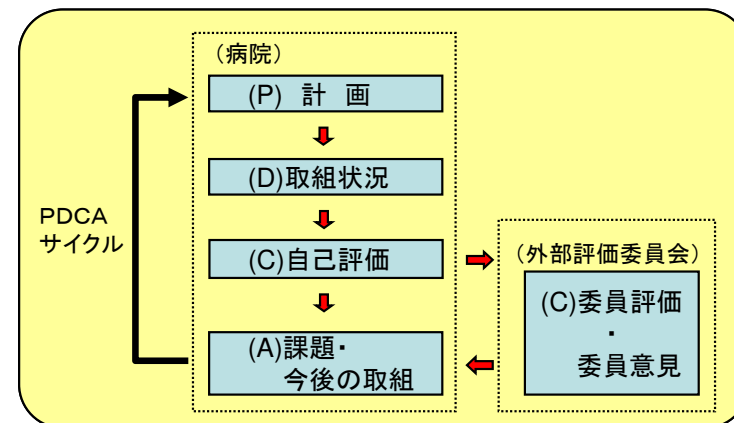 （病院）
(P) 計　画
(D)取組状況
PDCA
サイクル
(C)自己評価
（外部評価委員会）
(C)委員評価
・
委員意見
(A)課題・
今後の取組